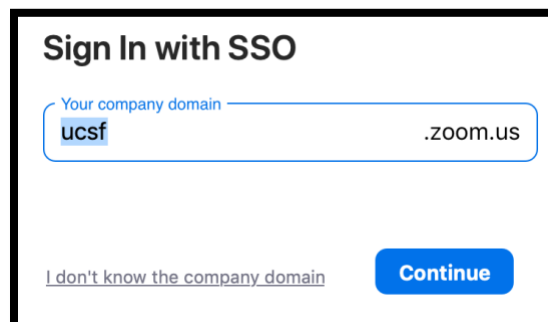 Sign In with SSO
Your company domain
ucsf .zoom.us
I don't know the company domain Continue